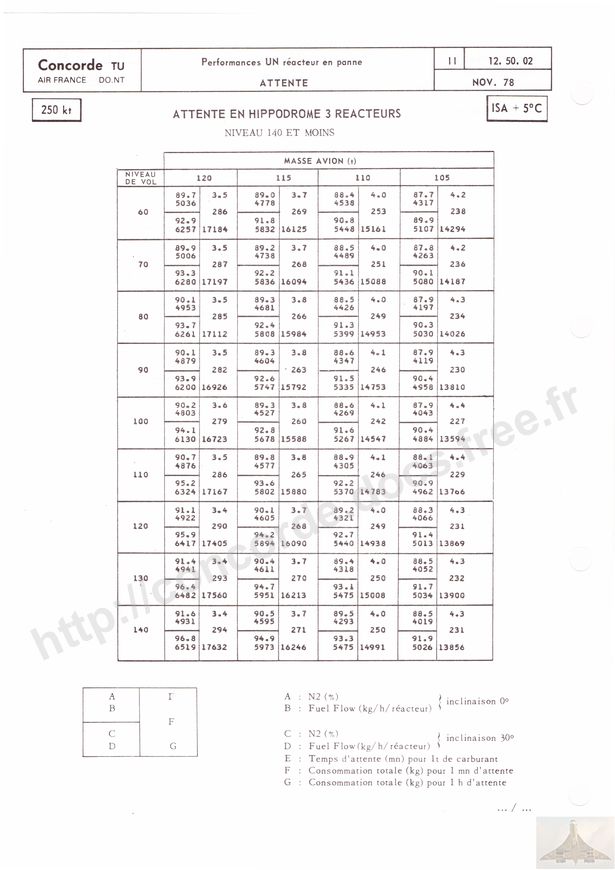 Concorde TU
AIR FRANCE DO.NT
Performances UN réacteur en panne
ATTENTE
11
12. 50. 02
NOV. 78
250 kt
ATTENTE EN HIPPODROME 3 REACTEURS
ISA + 5°C
NIVEAU 140 ET MOINS
MASSE AVION (t)
NIVEAU DE VOL 120 115 110 105
89.7 3.5 89.0 3.7 88.4 4.0 87.7 4.2
5036 4778 4538 4317
60 286 269 253 238
92.9 91.8 90.8 89.9
6257 17184 5832 16125 5448 15161 5107 14294
89.9 3.5 89.2 3.7 88.5 4.0 87.8 4.2
5006 4738 4489 4263
70 287 268 251 236
93.3 92.2 91.1 90.1
6280 17197 5836 16094 5436 15088 5080 14187
90.1 3.5 89.3 3.8 88.5 4.0 87.9 4.3
4953 4681 4426 4197
80 285 266 249 234
93.7 92.4 91.3 90.3
6261 17112 5808 15984 5399 14953 5030 14026
90.1 3.5 89.3 3.8 88.6 4.1 87.9 4.3
4879 4604 4347 4119
90 282 263 246 230
93.9 92.6 91.5 90.4
6200 16926 5747 15792 5335 14753 4958 13810
90.2 3.6 89.3 3.8 88.6 4.1 87.9 4.4
4803 4527 4269 4043
100 279 260 242 227
94.1 92.8 91.6 90.4
6130 16723 5678 15588 5267 14547 4884 13594
90.7 3.5 89.8 3.8 88.9 4.1 88.1 4.4
4876 4577 4305 4063
110 286 265 246 229
95.2 93.6 92.2 90.9
6324 17167 5802 15880 5370 14783 4962 13766
91.1 3.4 90.1 3.7 89.2 4.0 88.3 4.3
4922 4605 4321 4066
120 290 268 249 231
95.9 94.2 92.7 91.4
6417 17405 5894 16090 5440 14938 5013 13869
91.4 3.4 90.4 3.7 89.4 4.0 88.5 4.3
4941 4611 4318 4052
130 293 270 250 232
96.4 94.7 93.1 91.7
6482 17560 5951 16213 5475 15008 5034 13900
91.6 3.4 90.5 3.7 89.5 4.0 88.5 4.3
4931 4595 4293 4019
140 294 271 250 231
96.8 94.9 93.3 91.9
6519 17632 5973 16246 5475 14991 5026 13856
http://concorde.docs.free.fr
A
B
F
C
D G
A : N2 (%)
B : Fuel Flow (kg/h/réacteur)
inclinaison 0°
C : N2 (%)
D : Fuel Flow (kg/h/réacteur)
inclinaison 30°
E : Temps d'attente (mn) pour 1t de carburant
F : Consommation totale (kg) pour 1 mn d'attente
G : Consommation totale (kg) pour 1 h d'attente
... / ...